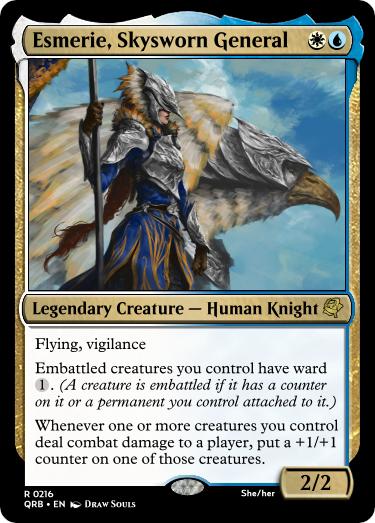 Esmerie, Skysworn General
Legendary Creature — Human Knight
Flying, vigilance
Embattled creatures you control have ward
1. (A creature is embattled if it has a counter
on it or a permanent you control attached to it.)
Whenever one or more creatures you control
deal combat damage to a player, put a +1/+1
counter on one of those creatures.
2/2
R 0216
She/her
QRB • EN Draw Souls